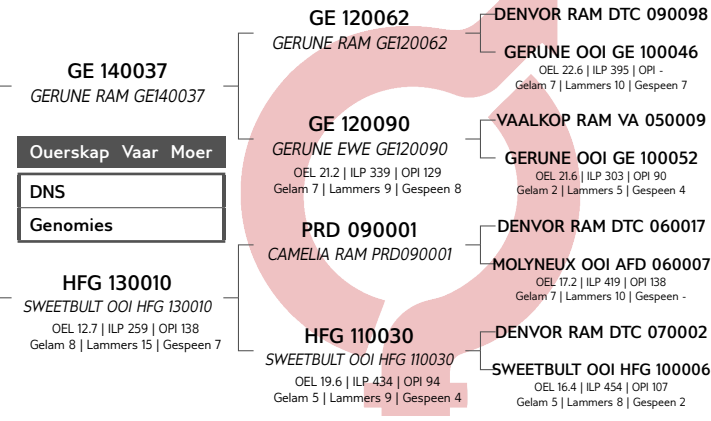 GE 140037
GERUNE RAM GE140037
Ouerskap Vaar Moer
DNS
Genomies
HFG 130010
SWEETBULT OOI HFG 130010
OEL 12.7 | ILP 259 | OPI 138
Gelam 8 | Lammers 15 | Gespeen 7
GE 120062
GERUNE RAM GE120062
GE 120090
GERUNE EWE GE120090
OEL 21.2 | ILP 339 | OPI 129
Gelam 7 | Lammers 9 | Gespeen 8
PRD 090001
CAMELIA RAM PRD090001
HFG 110030
SWEETBULT OOI HFG 110030
OEL 19.6 | ILP 434 | OPI 94
Gelam 5 | Lammers 9 | Gespeen 4
DENVOR RAM DTC 090098
GERUNE OOI GE 100046
OEL 22.6 | ILP 395 | OPI -
Gelam 7 | Lammers 10 | Gespeen 7
VAALKOP RAM VA 050009
GERUNE OOI GE 100052
OEL 21.6 | ILP 303 | OPI 90
Gelam 2 | Lammers 5 | Gespeen 4
DENVOR RAM DTC 060017
MOLYNEUX OOI AFD 060007
OEL 17.2 | ILP 419 | OPI 138
Gelam 7 | Lammers 10 | Gespeen -
DENVOR RAM DTC 070002
SWEETBULT OOI HFG 100006
OEL 16.4 | ILP 454 | OPI 107
Gelam 5 | Lammers 8 | Gespeen 2